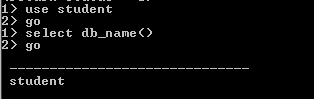 1> use student
2> go
1> select db_name()
2> go
------------------------------
student